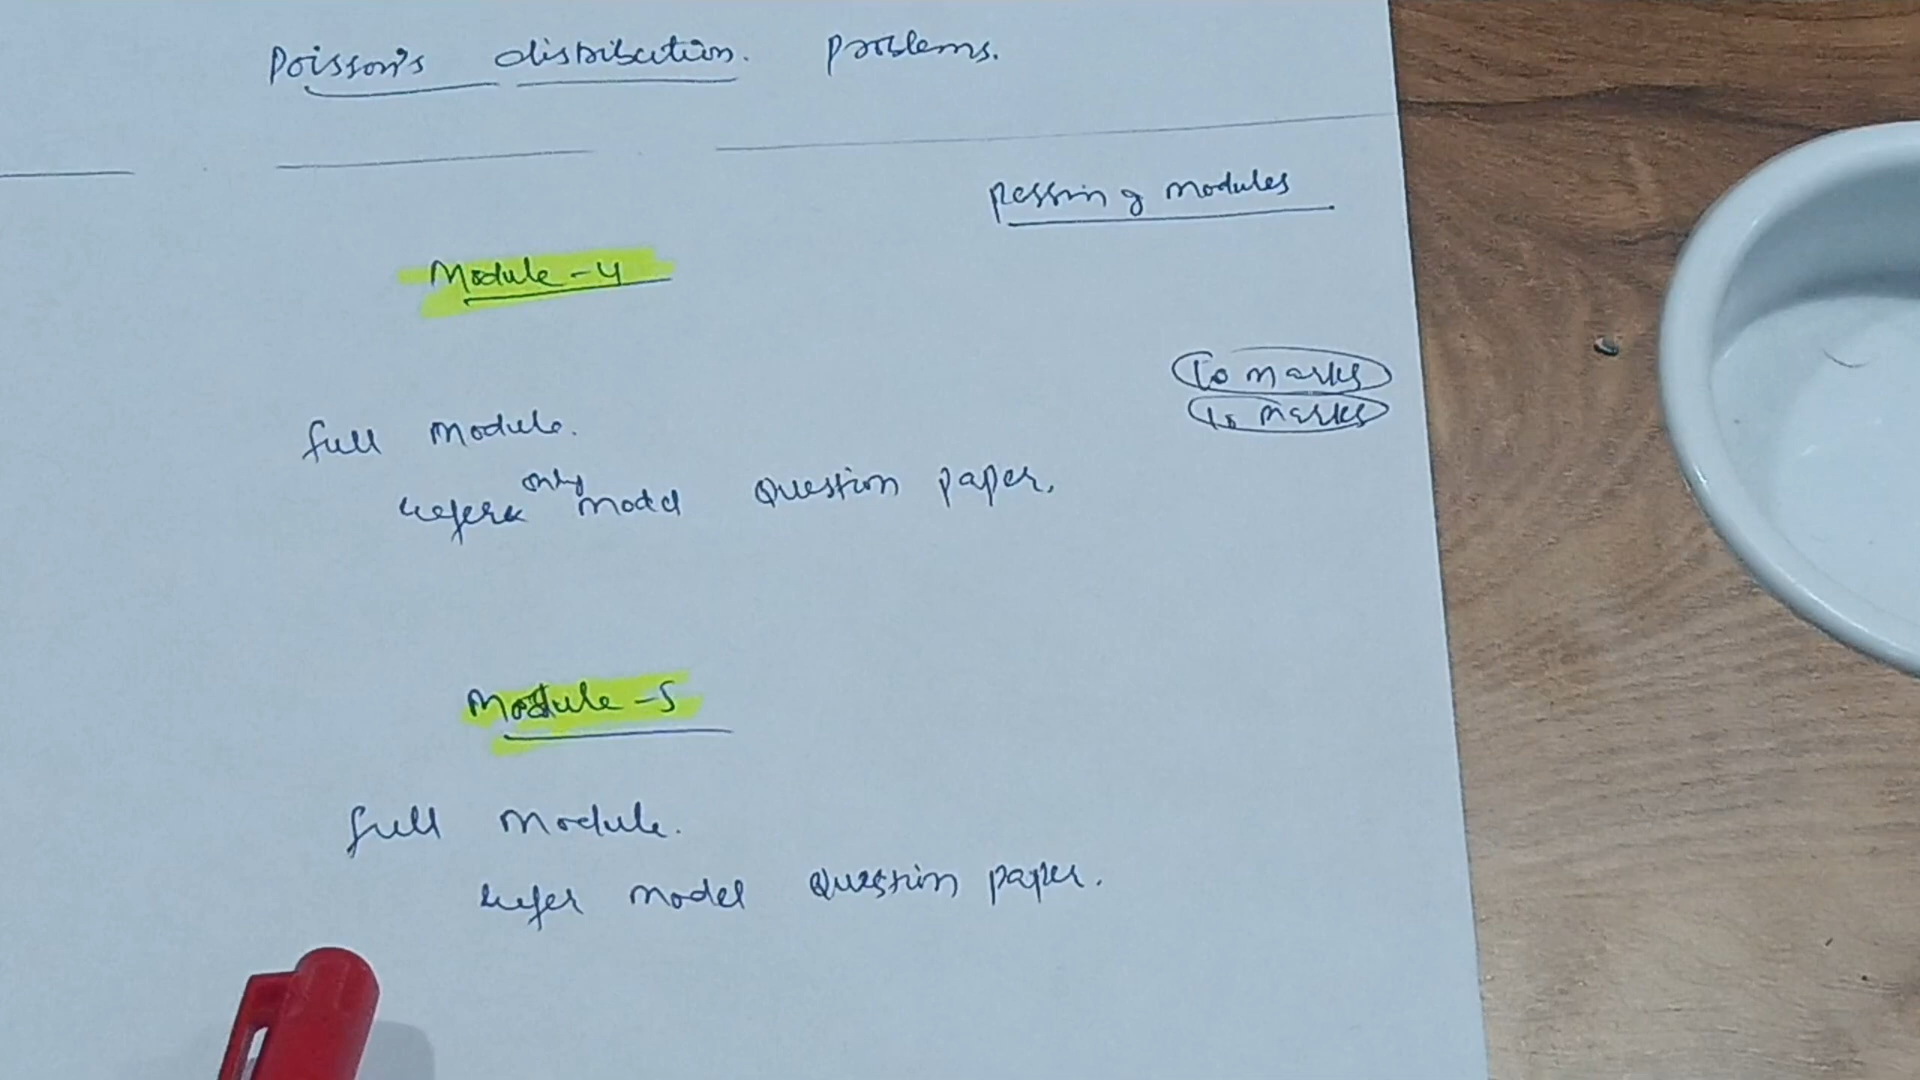 Poisson's distribution. problems.
passing modules
Module-4
10 marks
10 marks
full module.
only
refer model question paper.
Module-5
full module.
refer model question paper.